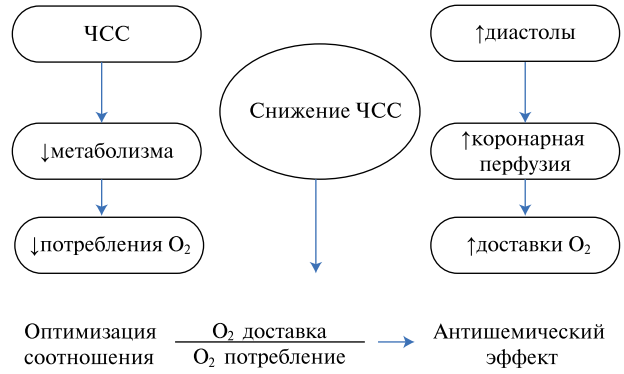 ЧСС
↑диастолы
Снижение ЧСС
↓метаболизма
↑коронарная
перфузия
↓потребления O₂
↑доставки O₂
Оптимизация
соотношения
O₂ доставка
O₂ потребление
Антишемический
эффект